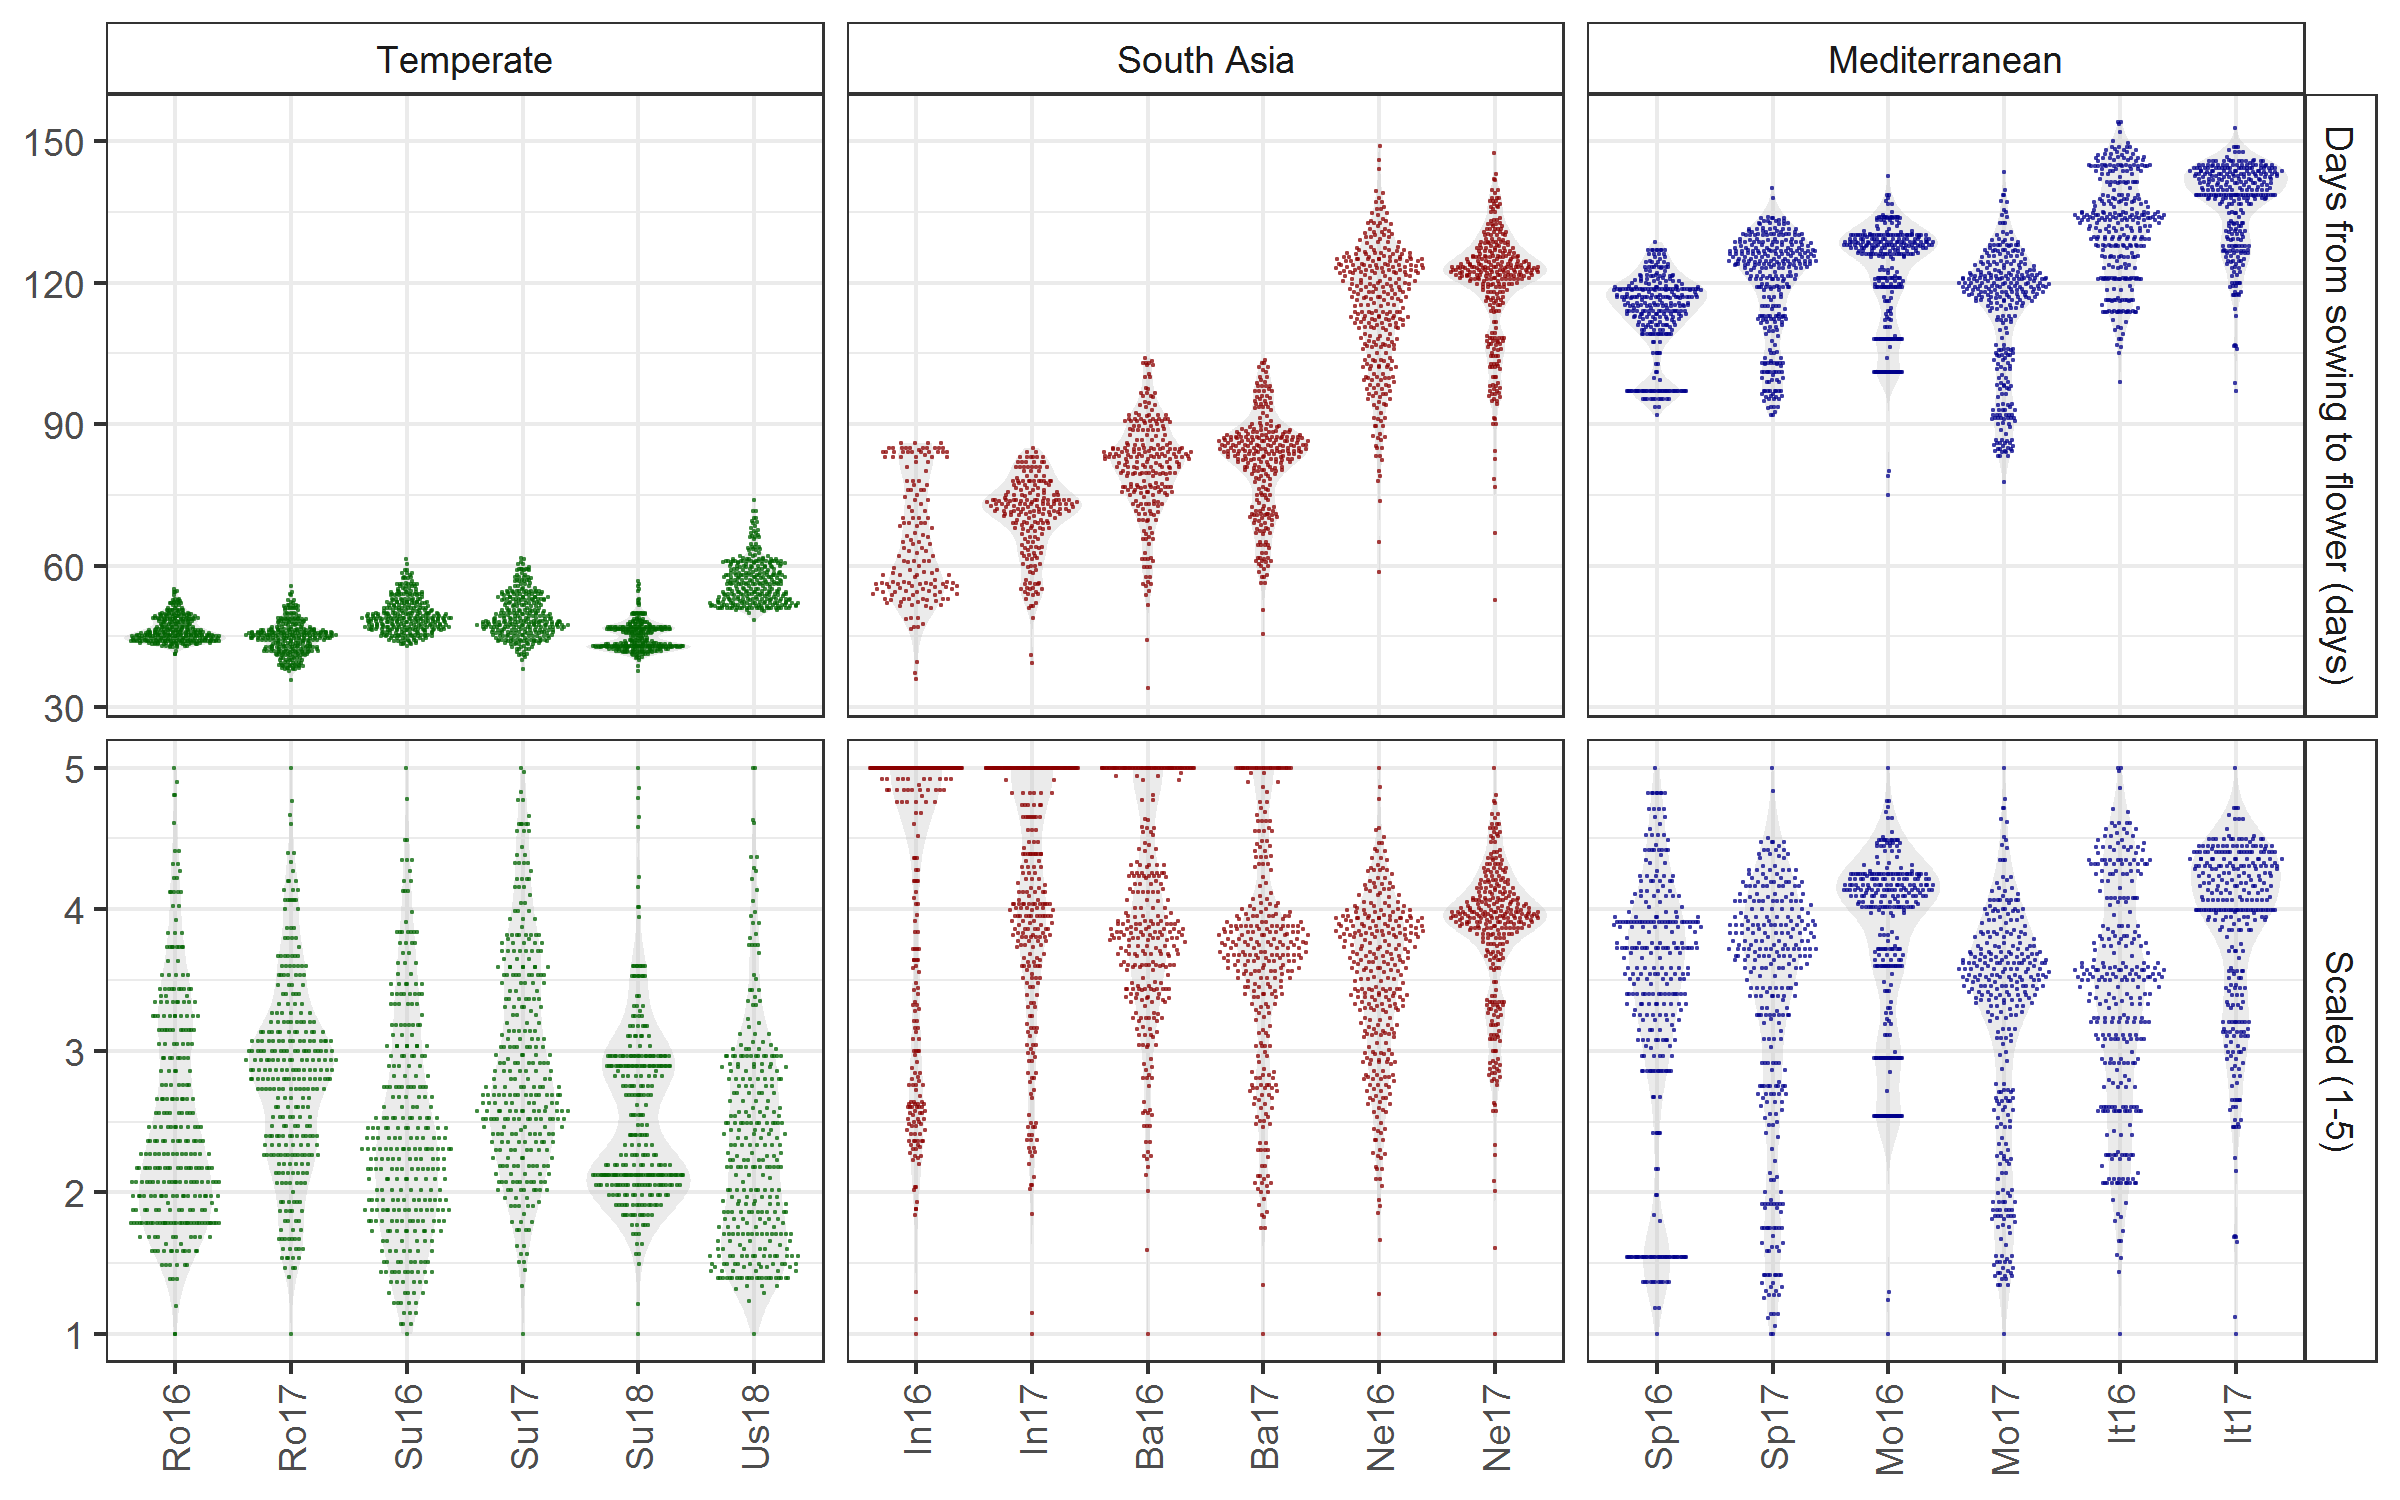 Temperate
South Asia
Mediterranean
150
120
90
60
30
Days from sowing to flower (days)
5
4
3
2
1
Scaled (1-5)
Ro16
Ro17
Su16
Su17
Su18
Us18
In16
In17
Ba16
Ba17
Ne16
Ne17
Sp16
Sp17
Mo16
Mo17
It16
It17